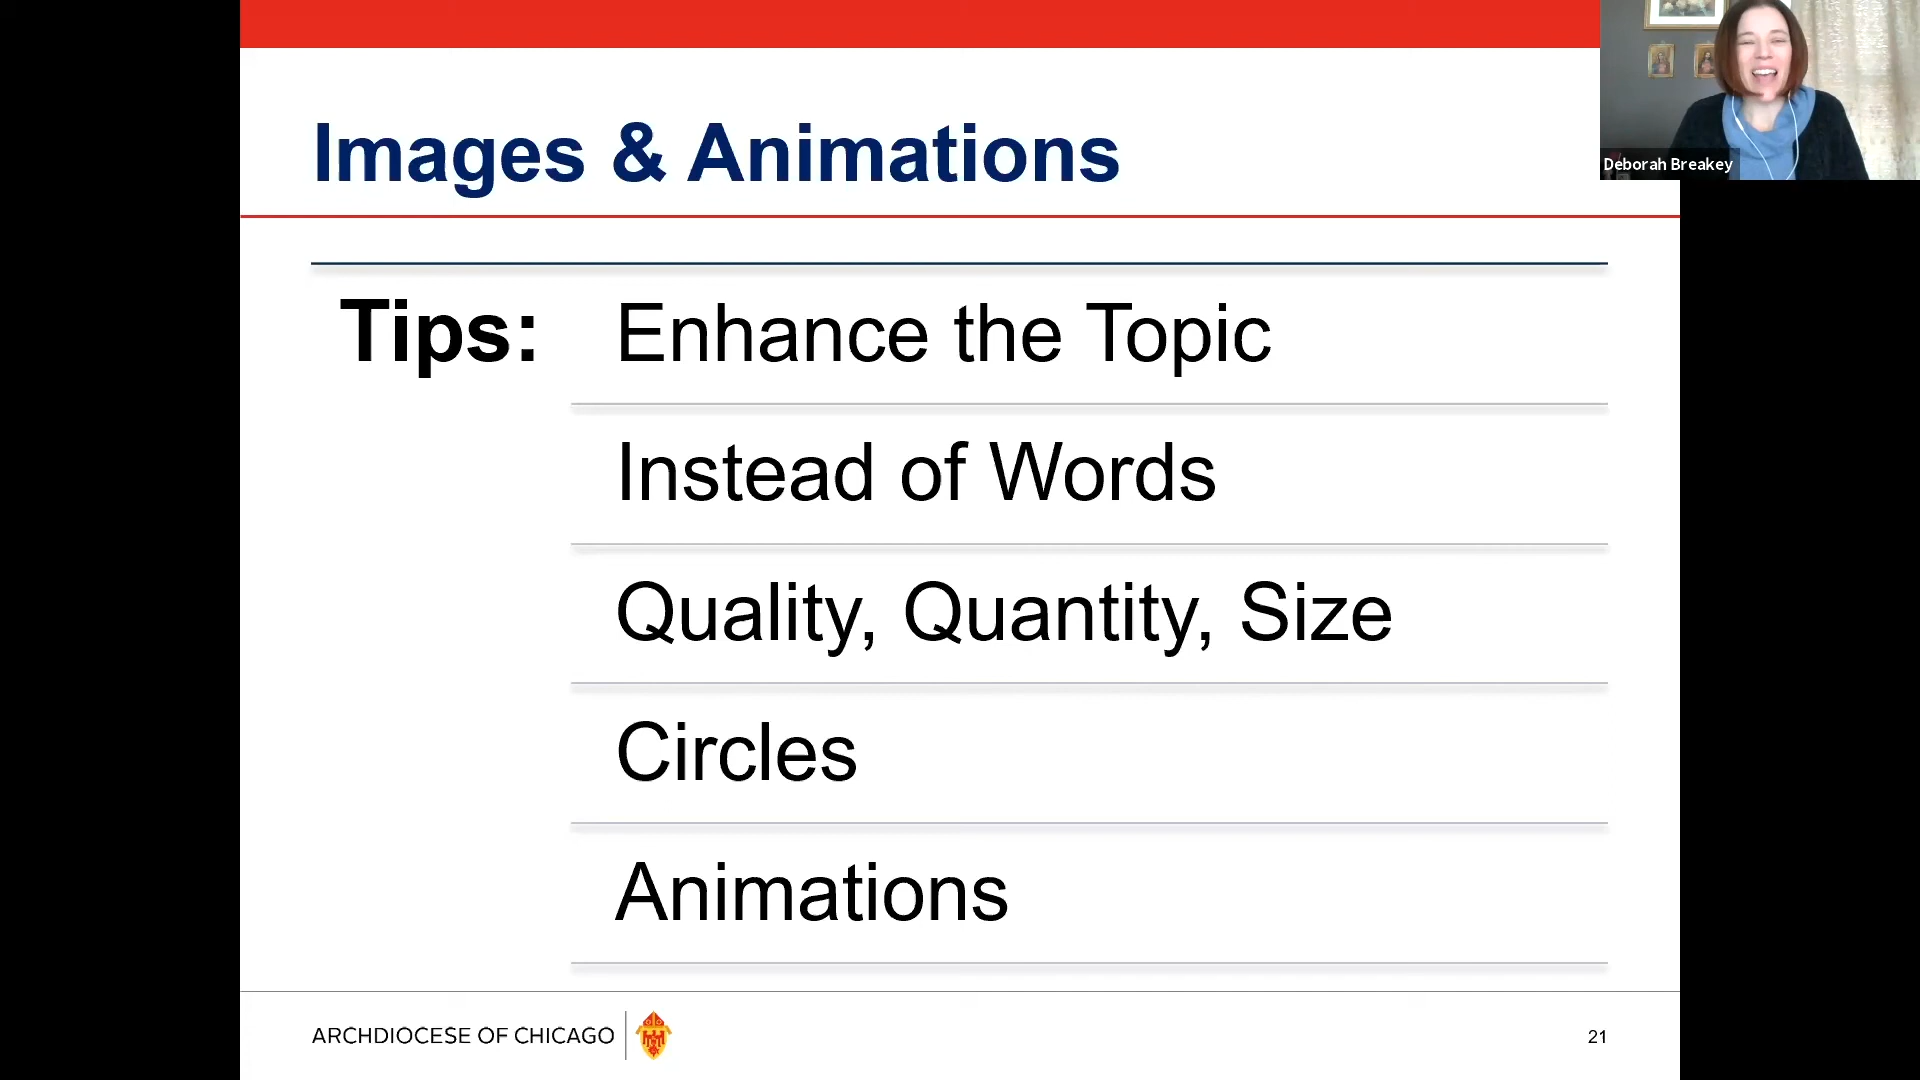 Images & Animations
Deborah Breakey
Tips:
Enhance the Topic
Instead of Words
Quality, Quantity, Size
Circles
Animations
ARCHDIOCESE OF CHICAGO
21